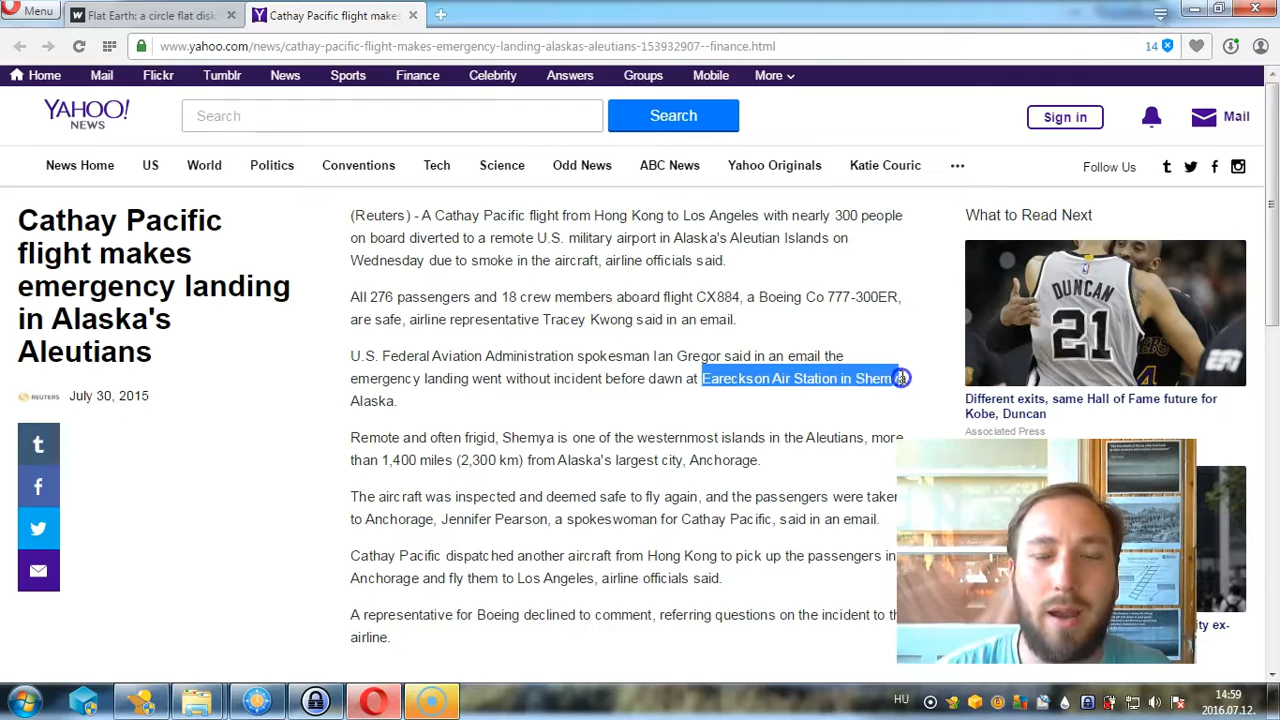 Menu
Flat Earth: a circle flat disk
Cathay Pacific flight makes
www.yahoo.com/news/cathay-pacific-flight-makes-emergency-landing-alaskas-aleutians-153932907--finance.html
14
Home Mail Flickr Tumblr News Sports Finance Celebrity Answers Groups Mobile More
YAHOO!
NEWS
Search
Search
Sign in
Mail
News Home US World Politics Conventions Tech Science Odd News ABC News Yahoo Originals Katie Couric ...
Follow Us
Cathay Pacific
flight makes
emergency landing
in Alaska's
Aleutians
REUTERS July 30, 2015
(Reuters) - A Cathay Pacific flight from Hong Kong to Los Angeles with nearly 300 people
on board diverted to a remote U.S. military airport in Alaska's Aleutian Islands on
Wednesday due to smoke in the aircraft, airline officials said.
All 276 passengers and 18 crew members aboard flight CX884, a Boeing Co 777-300ER,
are safe, airline representative Tracey Kwong said in an email.
U.S. Federal Aviation Administration spokesman Ian Gregor said in an email the
emergency landing went without incident before dawn at Eareckson Air Station in Shemya
Alaska.
Remote and often frigid, Shemya is one of the westernmost islands in the Aleutians, more
than 1,400 miles (2,300 km) from Alaska's largest city, Anchorage.
The aircraft was inspected and deemed safe to fly again, and the passengers were taken
to Anchorage, Jennifer Pearson, a spokeswoman for Cathay Pacific, said in an email.
Cathay Pacific dispatched another aircraft from Hong Kong to pick up the passengers in
Anchorage and fly them to Los Angeles, airline officials said.
A representative for Boeing declined to comment, referring questions on the incident to th
airline.
What to Read Next
DUNCAN
21
Different exits, same Hall of Fame future for
Kobe, Duncan
Associated Press
ity ex-
HU
14:59
2016.07.12.